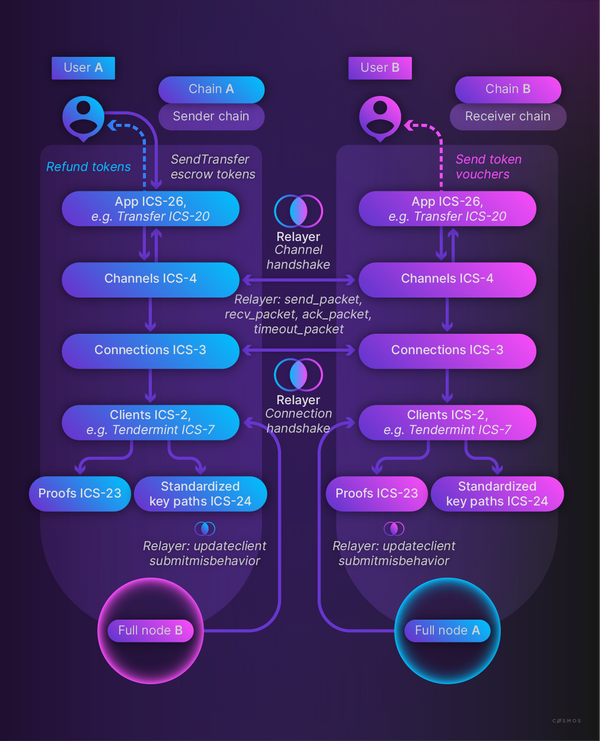 User A
Chain A
Sender chain
Refund tokens
SendTransfer
escrow tokens
App ICS-26,
e.g. Transfer ICS-20
Channels ICS-4
Connections ICS-3
Clients ICS-2,
e.g. Tendermint ICS-7
Proofs ICS-23
Standardized
key paths ICS-24
Relayer: updateclient
submitmisbehavior
Full node B
Relayer
Channel
handshake
Relayer: send_packet,
recv_packet, ack_packet,
timeout_packet
Relayer
Connection
handshake
User B
Chain B
Receiver chain
Send token
vouchers
App ICS-26,
e.g. Transfer ICS-20
Channels ICS-4
Connections ICS-3
Clients ICS-2,
e.g. Tendermint ICS-7
Proofs ICS-23
Standardized
key paths ICS-24
Relayer: updateclient
submitmisbehavior
Full node A
COSMOS